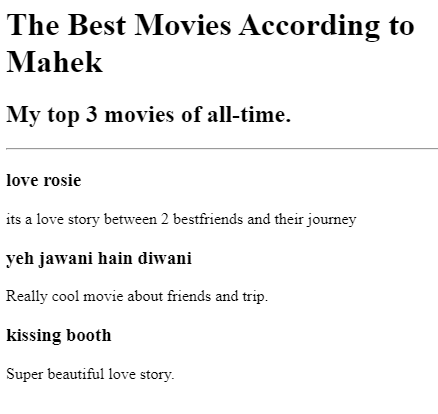 The Best Movies According to
Mahek
My top 3 movies of all-time.
love rosie
its a love story between 2 bestfriends and their journey
yeh jawani hain diwani
Really cool movie about friends and trip.
kissing booth
Super beautiful love story.